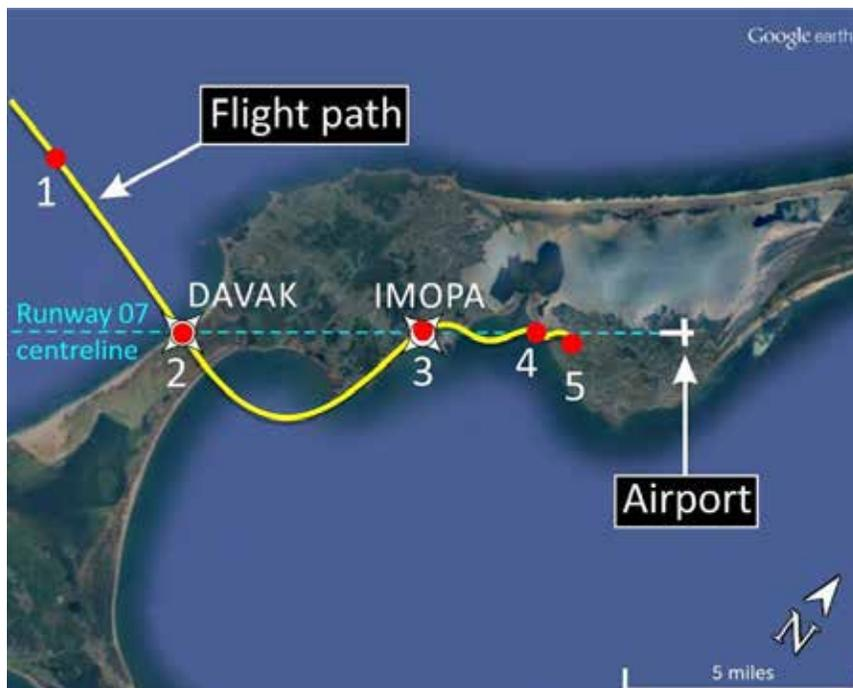 Google earth
Flight path
1
DAVAK
IMOPA
Runway 07
centreline
2
3
4
5
Airport
N
5 miles